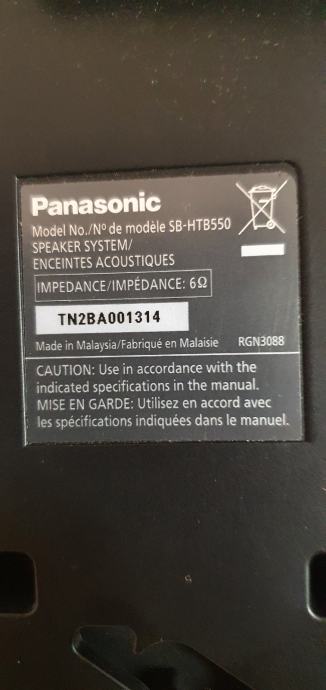 Panasonic
Model No./Nº de modèle SB-HTB550
SPEAKER SYSTEM/
ENCEINTES ACOUSTIQUES
IMPEDANCE/IMPÉDANCE: 6Ω
TN2BA001314
Made in Malaysia/Fabriqué en Malaisie RGN3088
CAUTION: Use in accordance with the
indicated specifications in the manual.
MISE EN GARDE: Utilisez en accord avec
les spécifications indiquées dans le manuel.